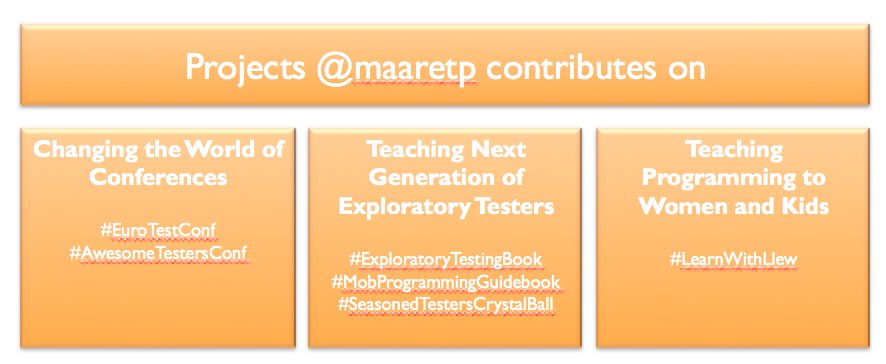 Projects @maaretp contributes on
Changing the World of
Conferences
#EuroTestConf
#AwesomeTestersConf
Teaching Next
Generation of
Exploratory Testers
#ExploratoryTestingBook
#MobProgrammingGuidebook
#SeasonedTestersCrystalBall
Teaching
Programming to
Women and Kids
#LearnWithLlew